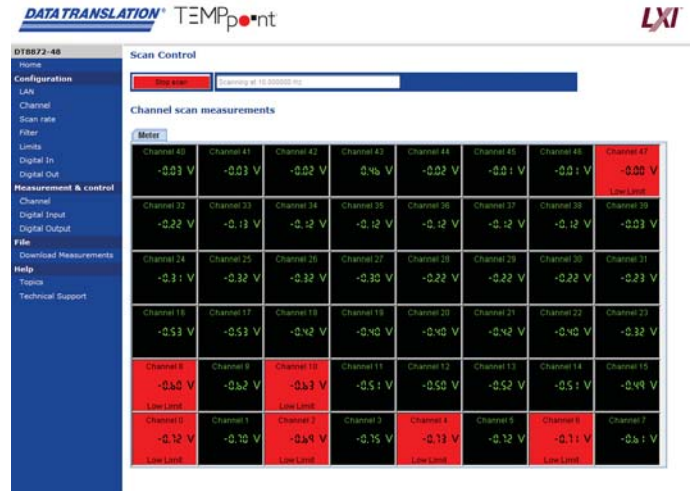 DATA TRANSLATION® TEMPpoint
LXI
DT8872-48
Home
Configuration
LAN
Channel
Scan rate
Filter
Limits
Digital In
Digital Out
Measurement & control
Channel
Digital Input
Digital Output
File
Download Measurements
Help
Topics
Technical Support
Scan Control
Stop scan Scanning at 10.000000 Hz
Channel scan measurements
Meter
Channel 40 Channel 41 Channel 42 Channel 43 Channel 44 Channel 45 Channel 46 Channel 47
-0.03 V -0.03 V -0.02 V 0.46 V -0.02 V -0.01 V -0.01 V -0.00 V
Low Limit
Channel 32 Channel 33 Channel 34 Channel 35 Channel 36 Channel 37 Channel 38 Channel 39
-0.22 V -0.13 V -0.12 V -0.12 V -0.12 V -0.12 V -0.12 V -0.03 V
Channel 24 Channel 25 Channel 26 Channel 27 Channel 28 Channel 29 Channel 30 Channel 31
-0.31 V -0.32 V -0.32 V -0.30 V -0.22 V -0.22 V -0.22 V -0.23 V
Channel 16 Channel 17 Channel 18 Channel 19 Channel 20 Channel 21 Channel 22 Channel 23
-0.53 V -0.53 V -0.42 V -0.40 V -0.40 V -0.42 V -0.40 V -0.32 V
Channel 8 Channel 9 Channel 10 Channel 11 Channel 12 Channel 13 Channel 14 Channel 15
-0.60 V -0.62 V -0.63 V -0.51 V -0.50 V -0.52 V -0.51 V -0.49 V
Low Limit Low Limit
Channel 0 Channel 1 Channel 2 Channel 3 Channel 4 Channel 5 Channel 6 Channel 7
-0.72 V -0.70 V -0.69 V -0.75 V -0.73 V -0.72 V -0.71 V -0.61 V
Low Limit Low Limit Low Limit Low Limit